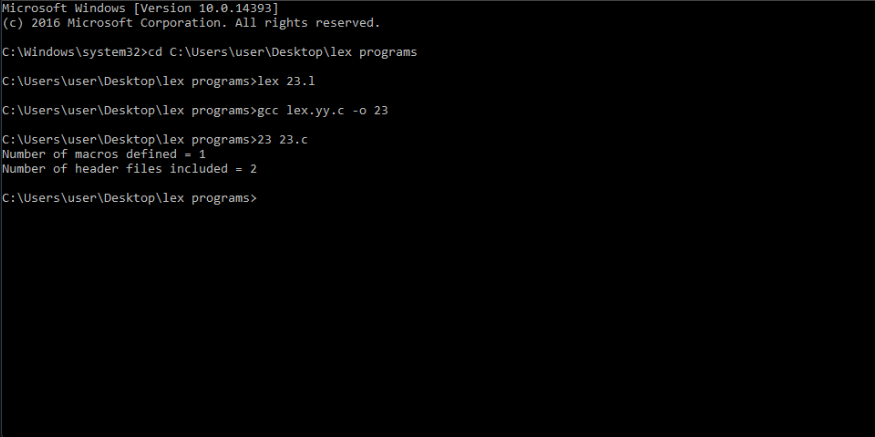 Microsoft Windows [Version 10.0.14393]
(c) 2016 Microsoft Corporation. All rights reserved.
C:\Windows\system32>cd C:\Users\user\Desktop\lex programs
C:\Users\user\Desktop\lex programs>lex 23.l
C:\Users\user\Desktop\lex programs>gcc lex.yy.c -o 23
C:\Users\user\Desktop\lex programs>23 23.c
Number of macros defined = 1
Number of header files included = 2
C:\Users\user\Desktop\lex programs>